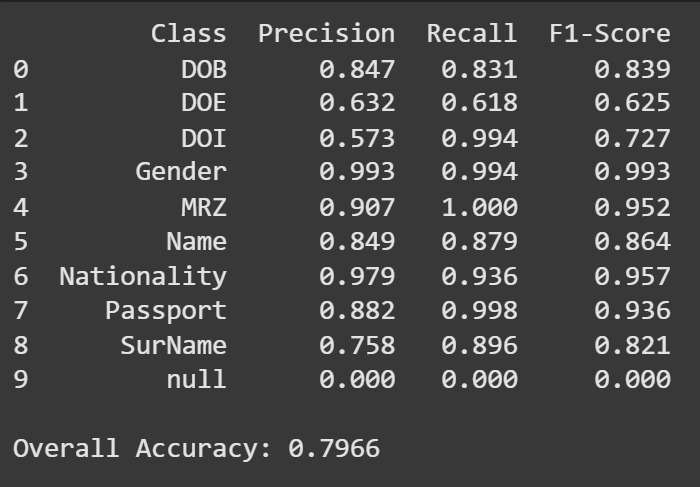 Class Precision Recall F1-Score
0 DOB 0.847 0.831 0.839
1 DOE 0.632 0.618 0.625
2 DOI 0.573 0.994 0.727
3 Gender 0.993 0.994 0.993
4 MRZ 0.907 1.000 0.952
5 Name 0.849 0.879 0.864
6 Nationality 0.979 0.936 0.957
7 Passport 0.882 0.998 0.936
8 SurName 0.758 0.896 0.821
9 null 0.000 0.000 0.000
Overall Accuracy: 0.7966